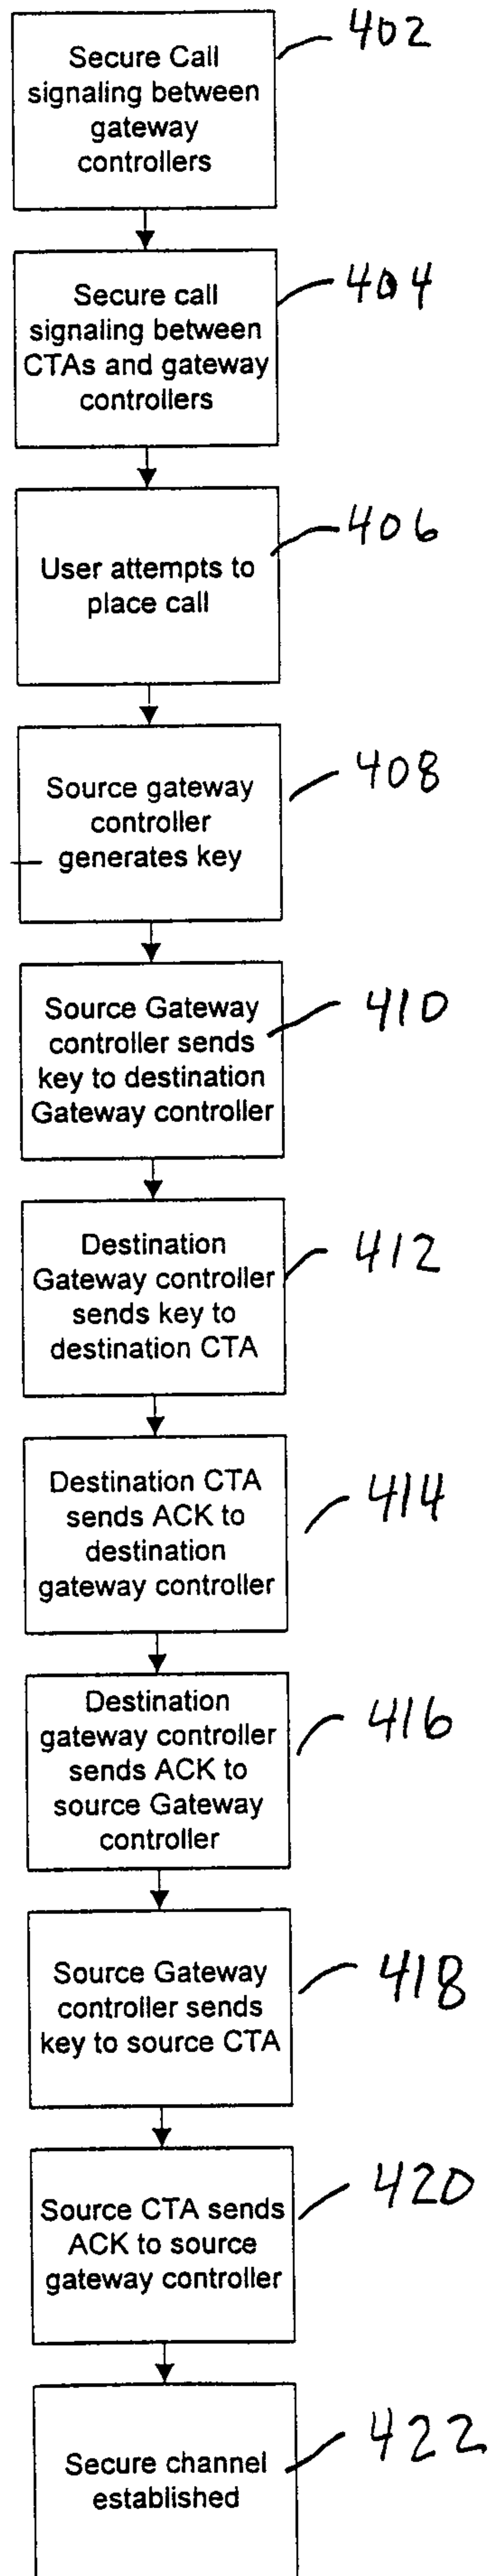 Secure Call
signaling between
gateway
controllers
402
Secure call
signaling between
CTAs and gateway
controllers
404
User attempts to
place call
406
Source gateway
controller
generates key
408
Source Gateway
controller sends
key to destination
Gateway controller
410
Destination
Gateway controller
sends key to
destination CTA
412
Destination CTA
sends ACK to
destination
gateway controller
414
Destination
gateway controller
sends ACK to
source Gateway
controller
416
Source Gateway
controller sends
key to source CTA
418
Source CTA sends
ACK to source
gateway controller
420
Secure channel
established
422